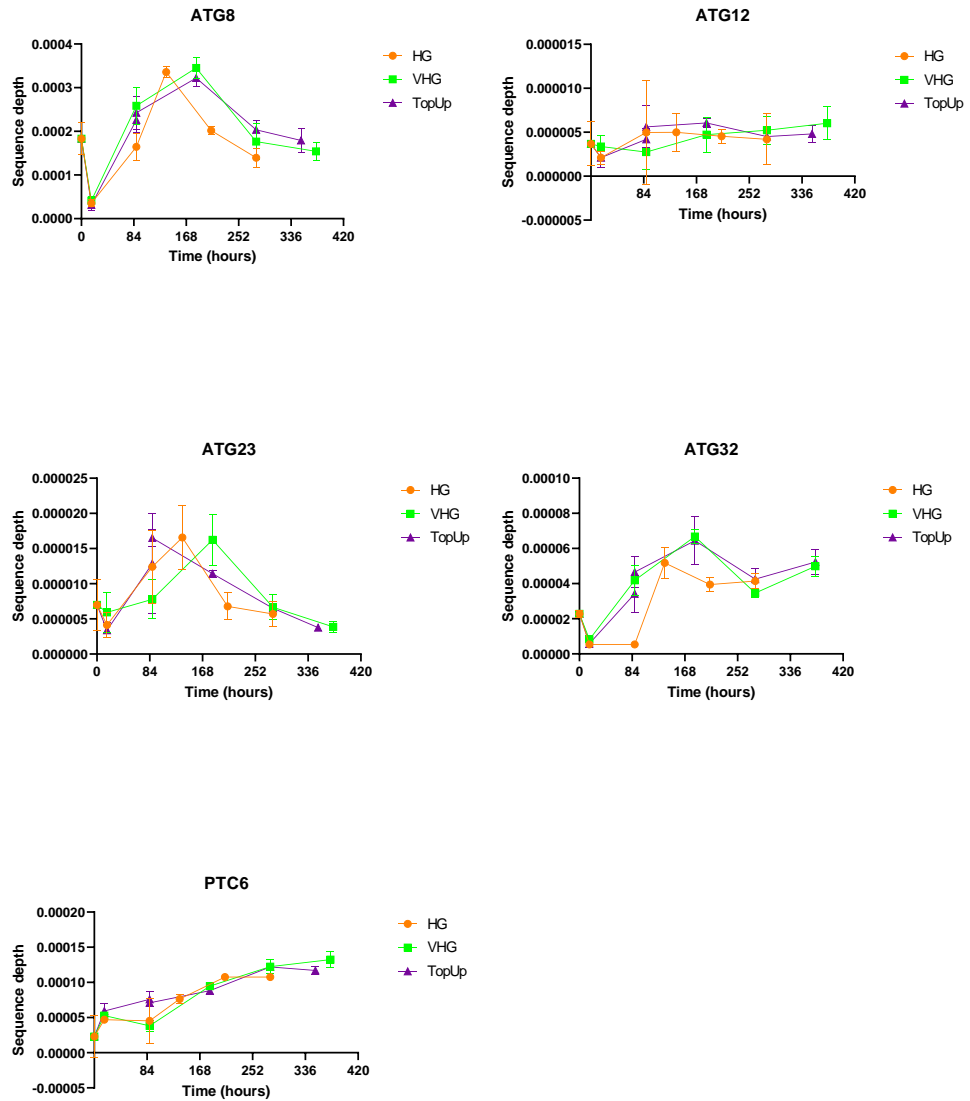 ATG8
0.0004
0.0003
0.0002
0.0001
0.0000
Sequence depth
0 84 168 252 336 420
Time (hours)
HG
VHG
TopUp
ATG12
0.000015
0.000010
0.000005
0.000000
-0.000005
Sequence depth
84 168 252 336 420
Time (hours)
HG
VHG
TopUp
ATG23
0.000025
0.000020
0.000015
0.000010
0.000005
0.000000
Sequence depth
0 84 168 252 336 420
Time (hours)
HG
VHG
TopUp
ATG32
0.00010
0.00008
0.00006
0.00004
0.00002
0.00000
Sequence depth
0 84 168 252 336 420
Time (hours)
HG
VHG
TopUp
PTC6
0.00020
0.00015
0.00010
0.00005
0.00000
-0.00005
Sequence depth
84 168 252 336 420
Time (hours)
HG
VHG
TopUp